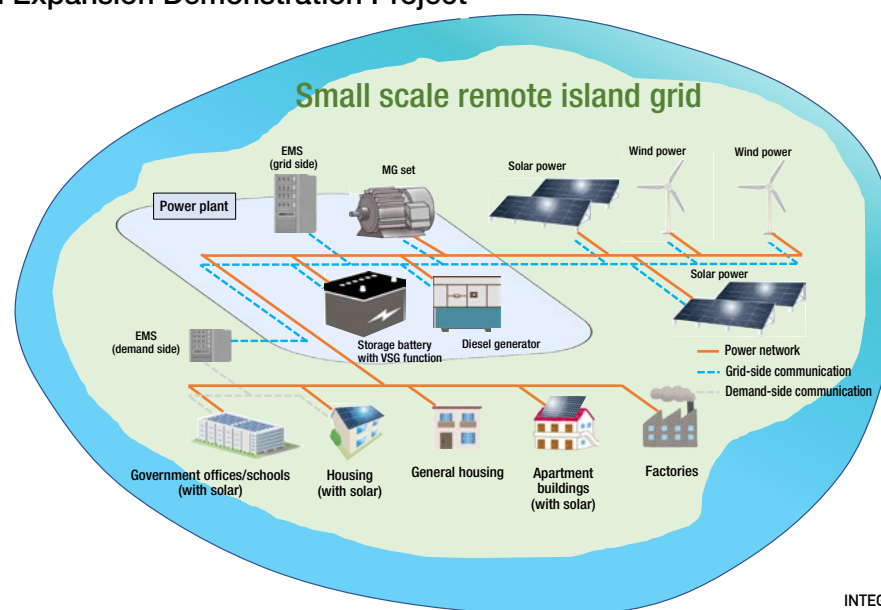 Expansion Demonstration Project
Small scale remote island grid
EMS
(grid side)
MG set
Solar power
Wind power
Wind power
Power plant
Solar power
EMS
(demand side)
Storage battery
with VSG function
Diesel generator
Power network
Grid-side communication
Demand-side communication
Government offices/schools
(with solar)
Housing
(with solar)
General housing
Apartment
buildings
(with solar)
Factories